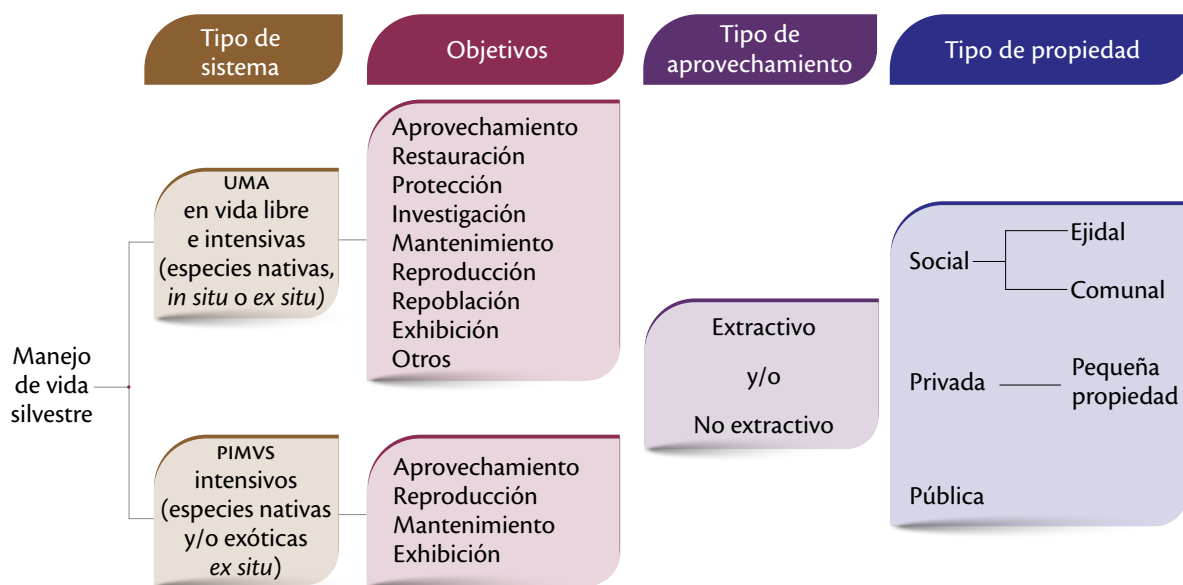 Tipo de
sistema
Objetivos
Tipo de
aprovechamiento
Tipo de propiedad
Manejo
de vida
silvestre
UMA
en vida libre
e intensivas
(especies nativas,
in situ o ex situ)
Aprovechamiento
Restauración
Protección
Investigación
Mantenimiento
Reproducción
Repoblación
Exhibición
Otros
PIMVS
intensivos
(especies nativas
y/o exóticas
ex situ)
Aprovechamiento
Reproducción
Mantenimiento
Exhibición
Extractivo
y/o
No extractivo
Social
Ejidal
Comunal
Privada
Pequeña
propiedad
Pública